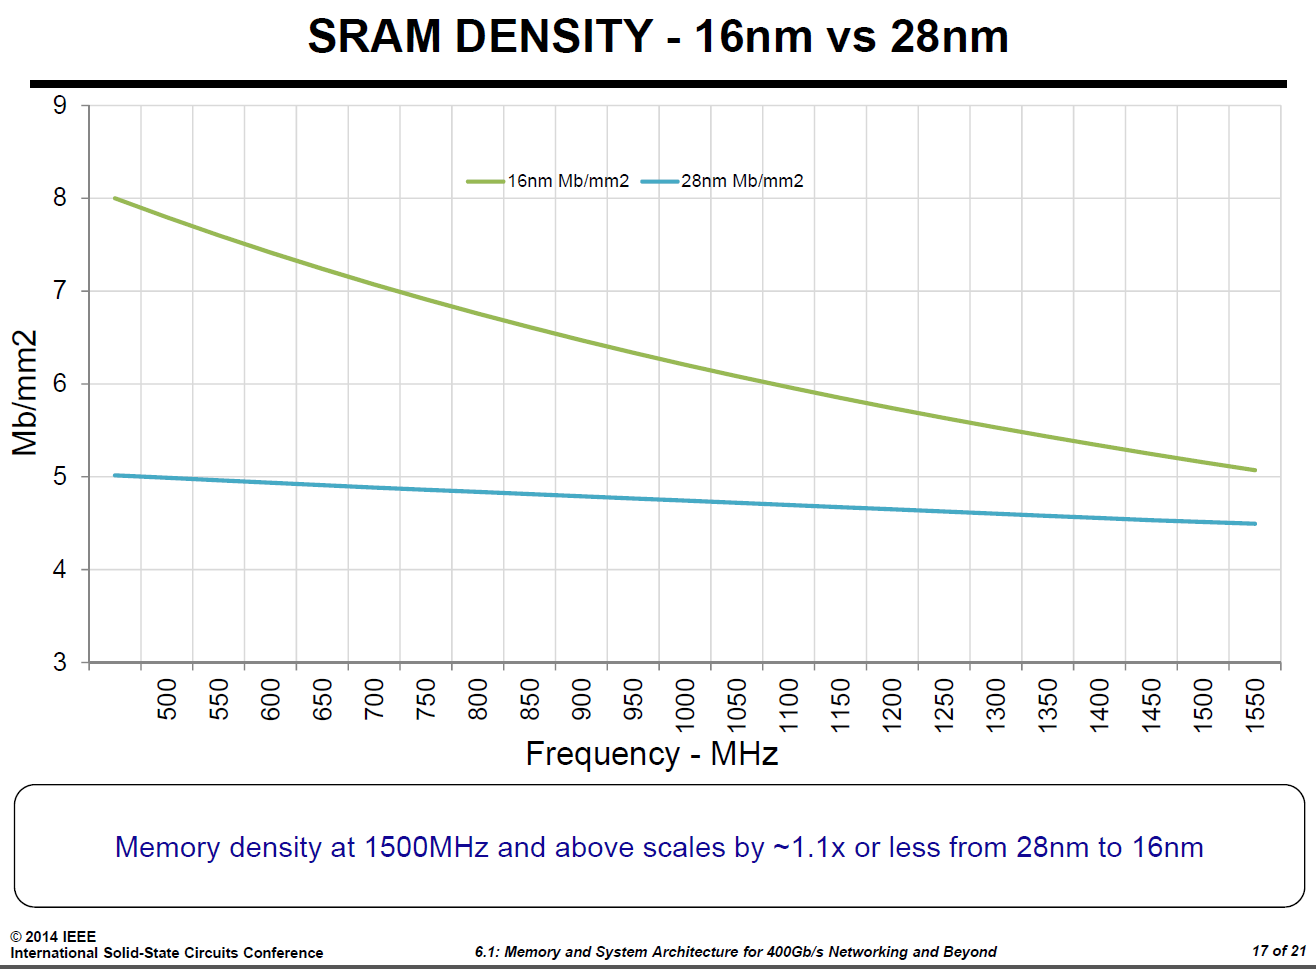 SRAM DENSITY - 16nm vs 28nm
9
8
7
6
5
4
3
Mb/mm2
16nm Mb/mm2
28nm Mb/mm2
500
550
600
650
700
750
800
850
900
950
1000
1050
1100
1150
1200
1250
1300
1350
1400
1450
1500
1550
Frequency - MHz
Memory density at 1500MHz and above scales by ~1.1x or less from 28nm to 16nm
© 2014 IEEE
International Solid-State Circuits Conference
6.1: Memory and System Architecture for 400Gb/s Networking and Beyond
17 of 21